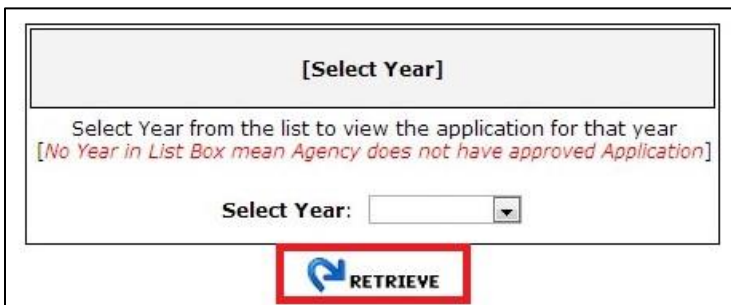 [Select Year]
Select Year from the list to view the application for that year
[No Year in List Box mean Agency does not have approved Application]
Select Year:
RETRIEVE